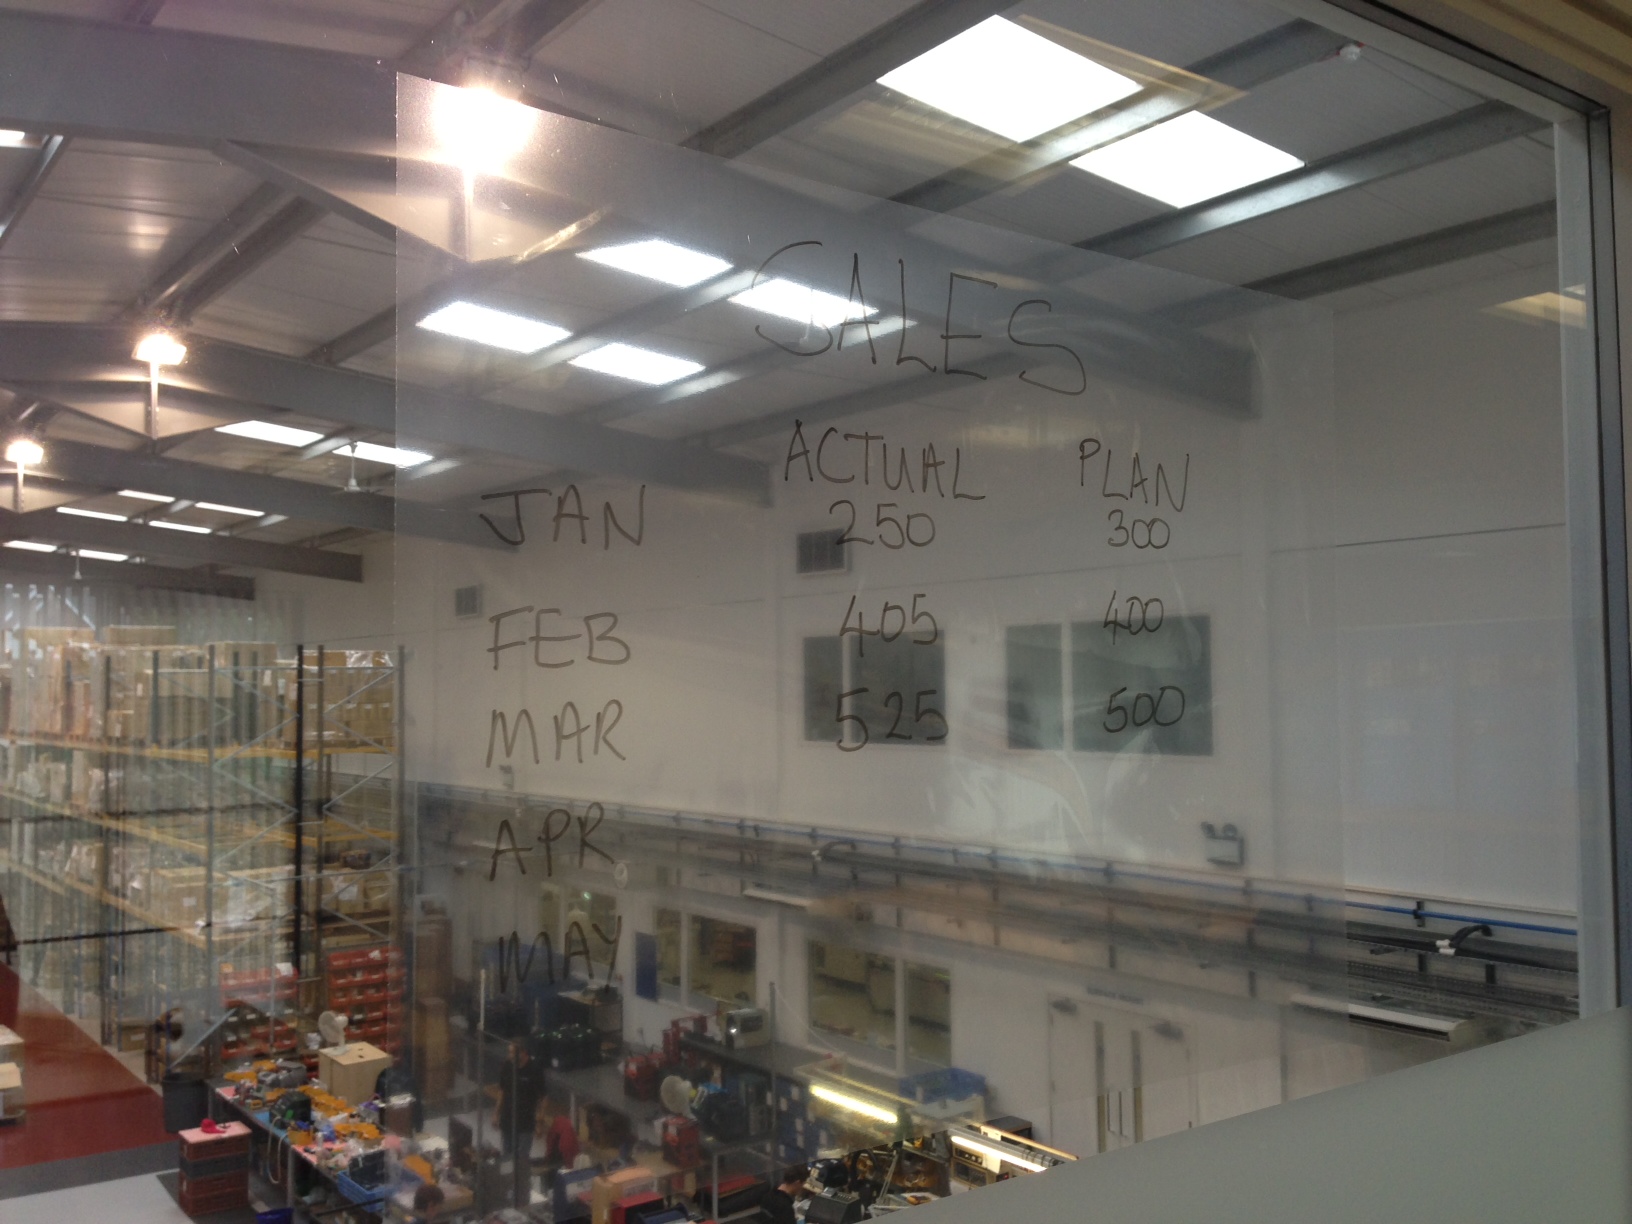 SALES
ACTUAL PLAN
JAN 250 300
FEB 405 400
MAR 525 500
APR
MAY